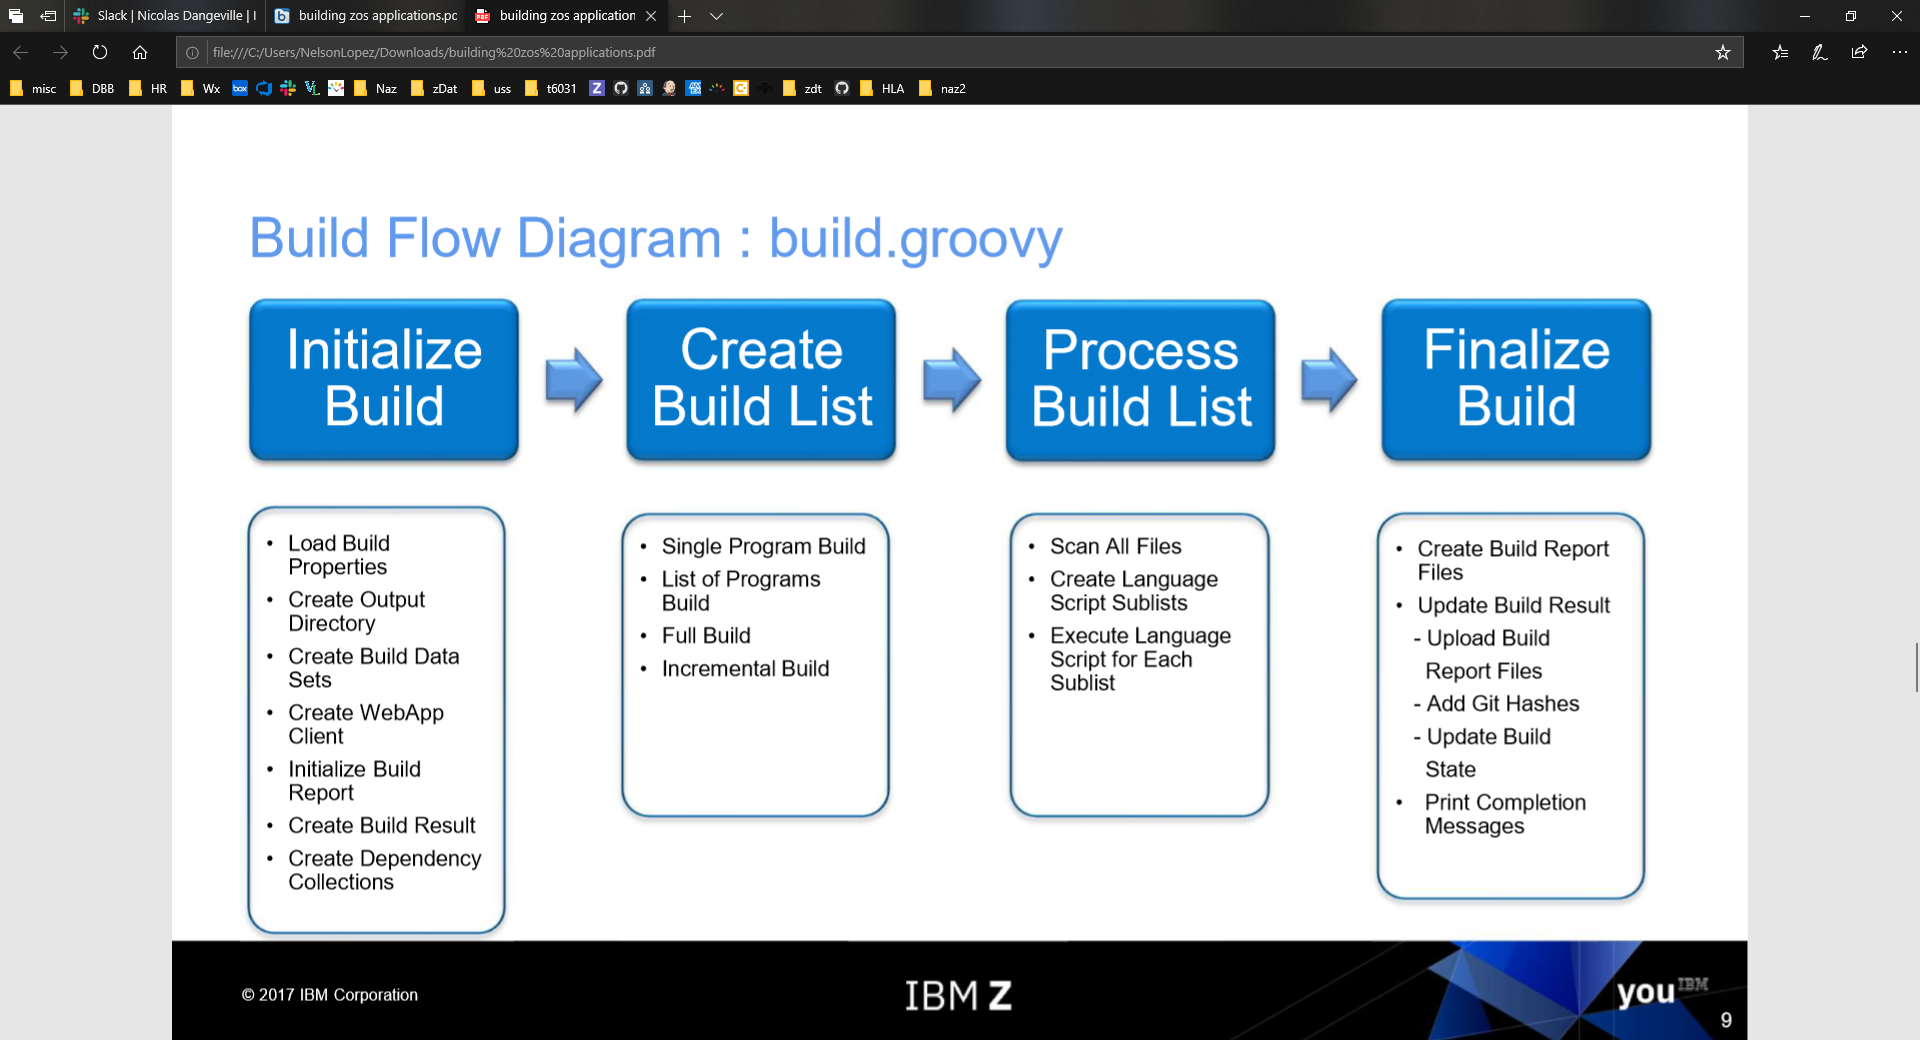 Slack | Nicolas Dangeville | I
building zos applications.pc
building zos application
file:///C:/Users/NelsonLopez/Downloads/building%20zos%20applications.pdf
misc DBB HR Wx box Naz zDat uss Z t6031 zdt HLA naz2
Build Flow Diagram : build.groovy
Initialize
Build
Create
Build List
Process
Build List
Finalize
Build
• Load Build
Properties
• Create Output
Directory
• Create Build Data
Sets
• Create WebApp
Client
• Initialize Build
Report
• Create Build Result
• Create Dependency
Collections
• Single Program Build
• List of Programs
Build
• Full Build
• Incremental Build
• Scan All Files
• Create Language
Script Sublists
• Execute Language
Script for Each
Sublist
• Create Build Report
Files
• Update Build Result
- Upload Build
Report Files
- Add Git Hashes
- Update Build
State
• Print Completion
Messages
© 2017 IBM Corporation
IBM Z
you IBM
9